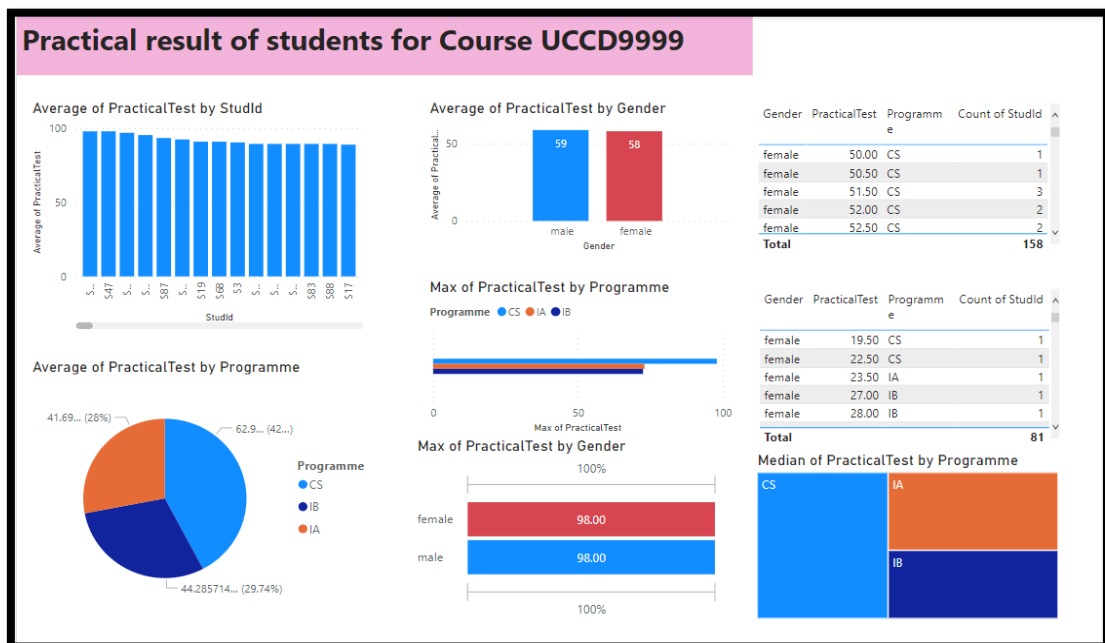 Practical result of students for Course UCCD9999
Average of PracticalTest by StudId
Average of PracticalTest
100
50
0
S...
S47
S...
S...
S87
S...
S19
S68
S3
S...
S...
S...
S83
S88
S17
StudId
Average of PracticalTest by Programme
41.69... (28%)
62.9... (42...)
44.285714... (29.74%)
Programme
CS
IB
IA
Average of PracticalTest by Gender
Average of Practical...
50
0
59
58
male
female
Gender
Max of PracticalTest by Programme
Programme CS IA IB
0 50 100
Max of PracticalTest
Max of PracticalTest by Gender
100%
female
98.00
male
98.00
100%
Gender PracticalTest Programm Count of StudId
e
female 50.00 CS 1
female 50.50 CS 1
female 51.50 CS 3
female 52.00 CS 2
female 52.50 CS 2
Total 158
Gender PracticalTest Programm Count of StudId
e
female 19.50 CS 1
female 22.50 CS 1
female 23.50 IA 1
female 27.00 IB 1
female 28.00 IB 1
Total 81
Median of PracticalTest by Programme
CS
IA
IB